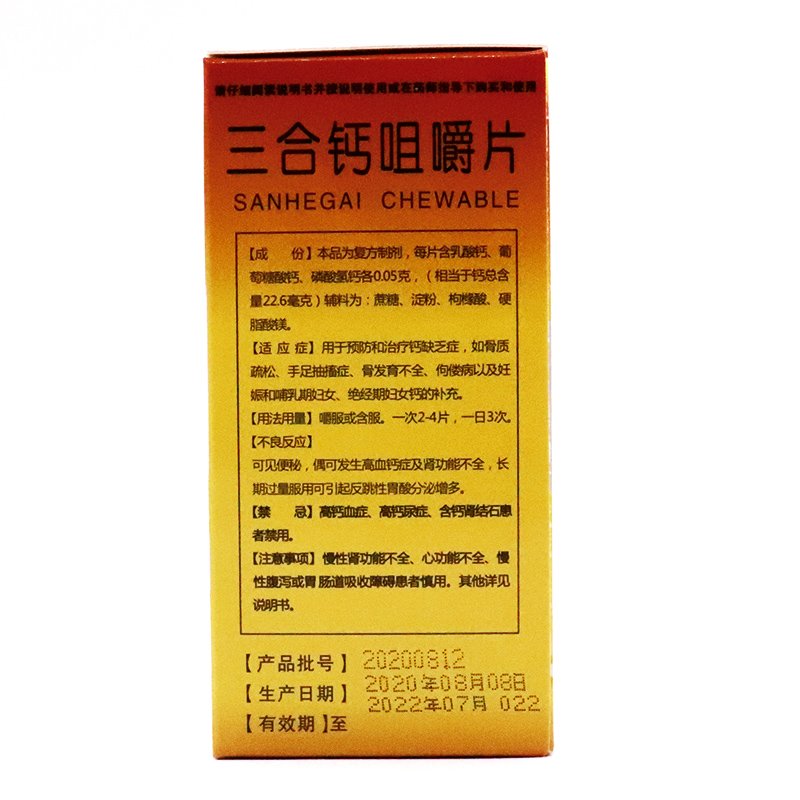 请仔细阅读说明书并按说明使用或在医师指导下购买和使用
三合钙咀嚼片
SANHEGAI CHEWABLE
【成 份】本品为复方制剂，每片含乳酸钙、葡
萄糖酸钙、磷酸氢钙各0.05克，（相当于钙总含
量22.6毫克）辅料为：蔗糖、淀粉、枸橼酸、硬
脂酸镁。
【适 应 症】用于预防和治疗钙缺乏症，如骨质
疏松、手足抽搐症、骨发育不全、佝偻病以及妊
娠和哺乳期妇女、绝经期妇女钙的补充。
【用法用量】嚼服或含服。一次2-4片，一日3次。
【不良反应】
可见便秘，偶可发生高血钙症及肾功能不全，长
期过量服用可引起反跳性胃酸分泌增多。
【禁 忌】高钙血症、高钙尿症、含钙肾结石患
者禁用。
【注意事项】慢性肾功能不全、心功能不全、慢
性腹泻或胃肠道吸收障碍患者慎用。其他详见
说明书。
【产品批号】20200812
【生产日期】2020年08月08日
【有效期】至 2022年07月 022